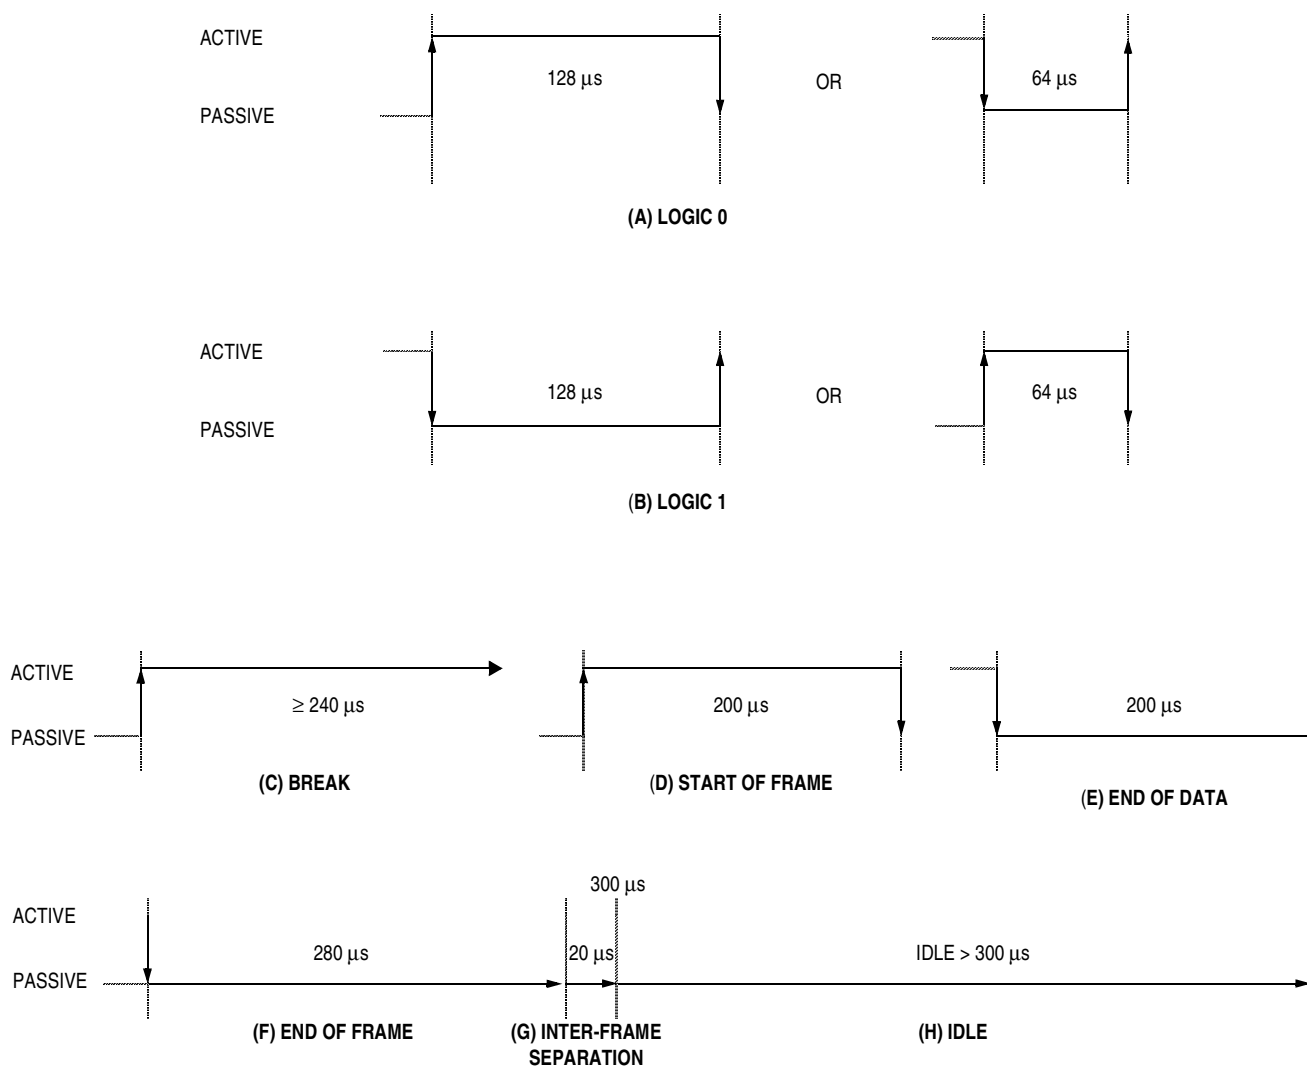 ACTIVE
128 µs
OR
64 µs
PASSIVE
(A) LOGIC 0
ACTIVE
128 µs
OR
64 µs
PASSIVE
(B) LOGIC 1
ACTIVE
≥ 240 µs
200 µs
200 µs
PASSIVE
(C) BREAK
(D) START OF FRAME
(E) END OF DATA
300 µs
ACTIVE
280 µs
20 µs
IDLE > 300 µs
PASSIVE
(F) END OF FRAME
(G) INTER-FRAME
SEPARATION
(H) IDLE